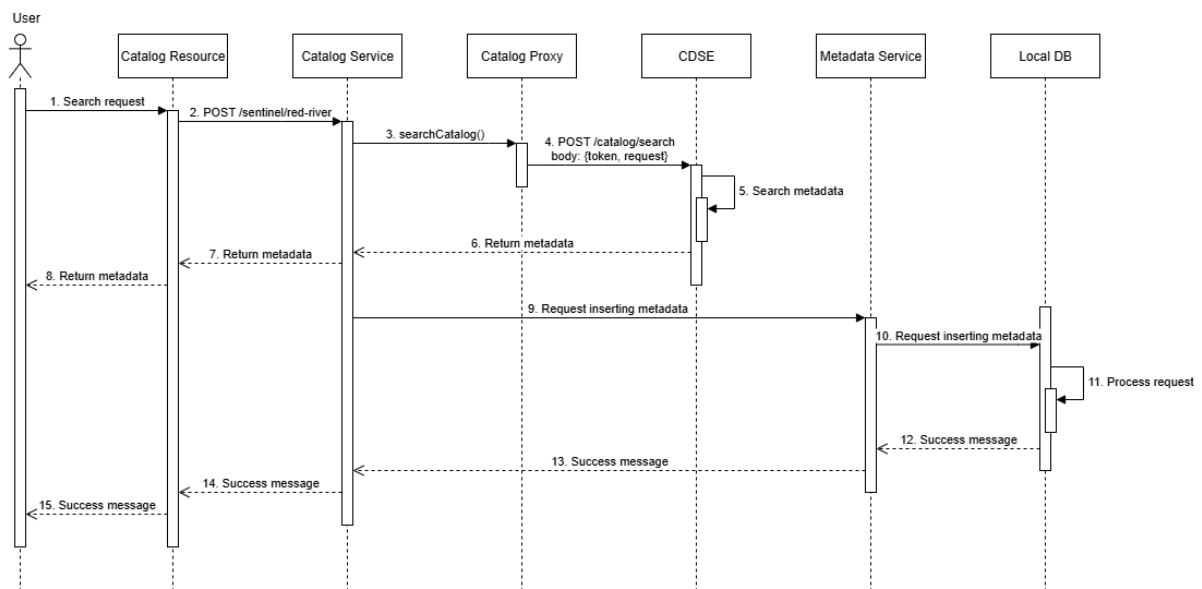 User
Catalog Resource
Catalog Service
Catalog Proxy
CDSE
Metadata Service
Local DB
1. Search request
2. POST /sentinel/red-river
3. searchCatalog()
4. POST /catalog/search
body: {token, request}
5. Search metadata
6. Return metadata
7. Return metadata
8. Return metadata
9. Request inserting metadata
10. Request inserting metadata
11. Process request
12. Success message
13. Success message
14. Success message
15. Success message